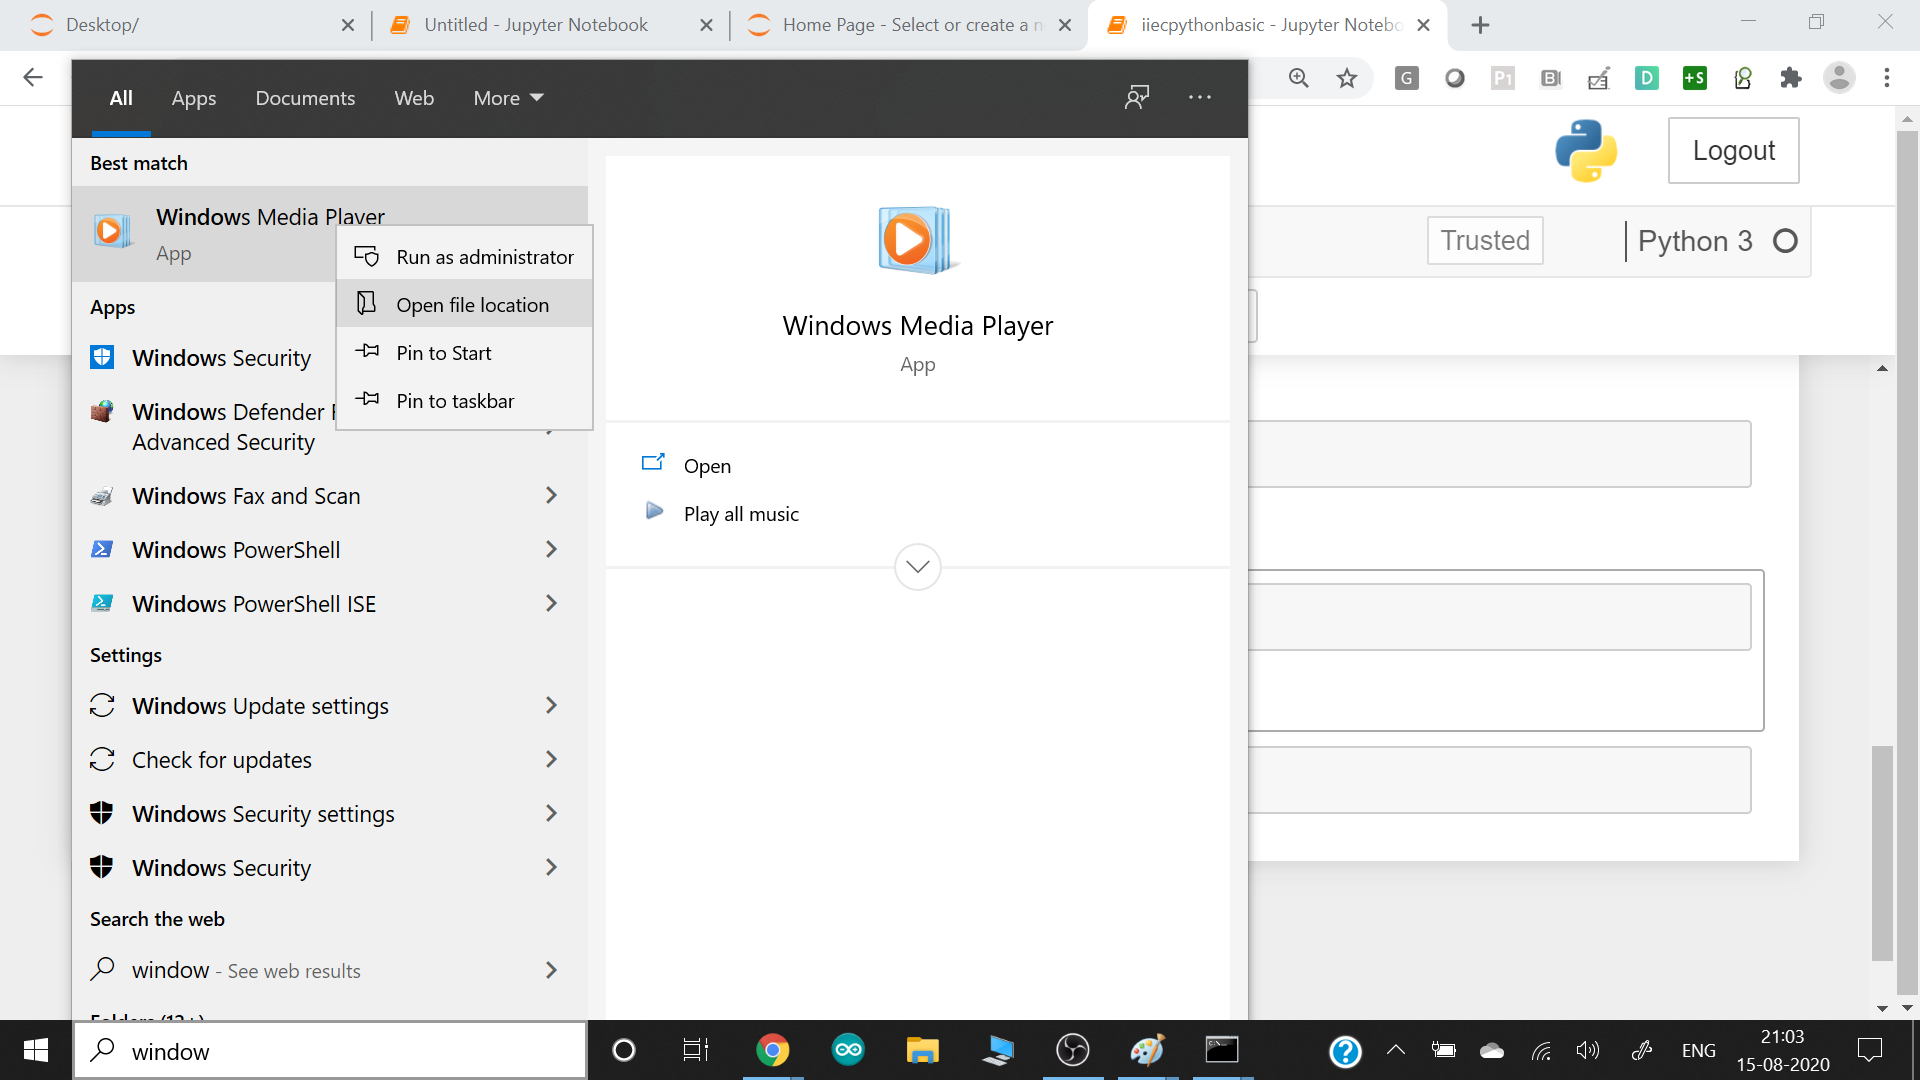 Desktop/
Untitled - Jupyter Notebook
Home Page - Select or create a n
iiecpythonbasic - Jupyter Notebo
G
P1
B
D
+S
All
Apps
Documents
Web
More
Logout
Trusted
Python 3
Best match
Windows Media Player
App
Run as administrator
Open file location
Pin to Start
Pin to taskbar
Apps
Windows Security
Windows Defender
Advanced Security
Windows Fax and Scan
Windows PowerShell
Windows PowerShell ISE
Settings
Windows Update settings
Check for updates
Windows Security settings
Windows Security
Search the web
window - See web results
Folders (12+)
Windows Media Player
App
Open
Play all music
window
ENG
21:03
15-08-2020